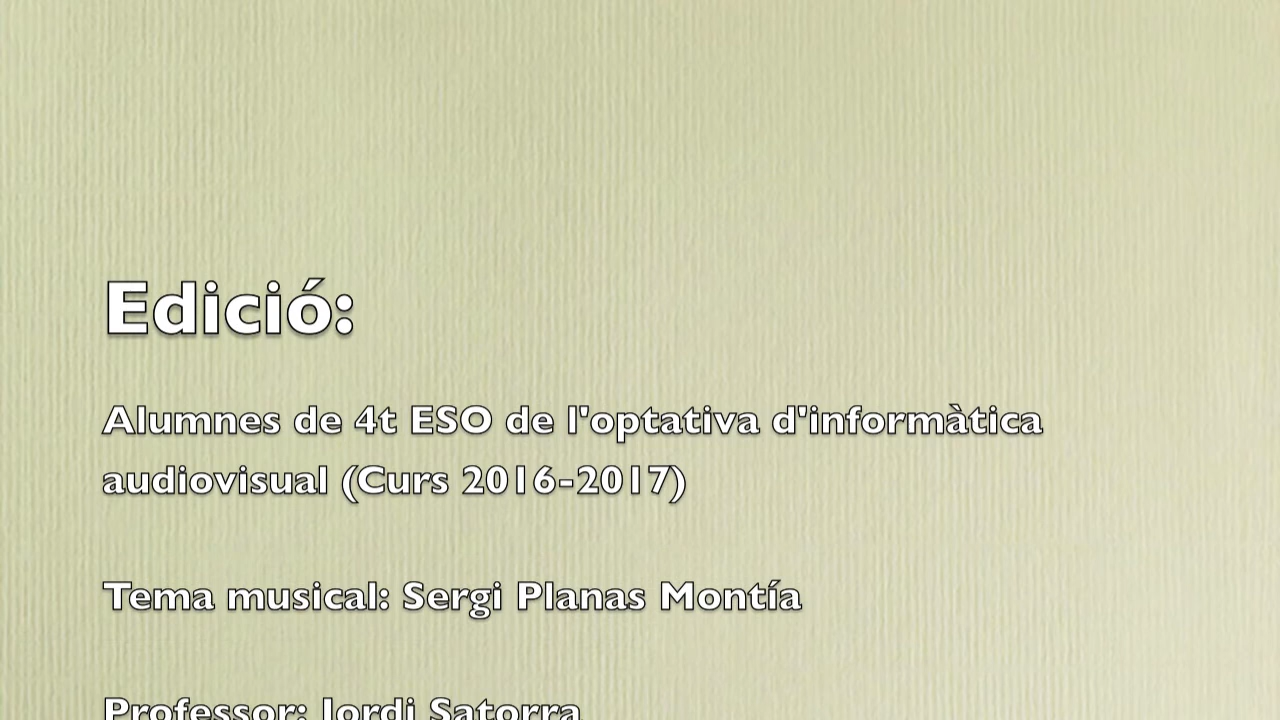 Edició:
Alumnes de 4t ESO de l'optativa d'informàtica
audiovisual (Curs 2016-2017)
Tema musical: Sergi Planas Montía
Professor: Jordi Satorra